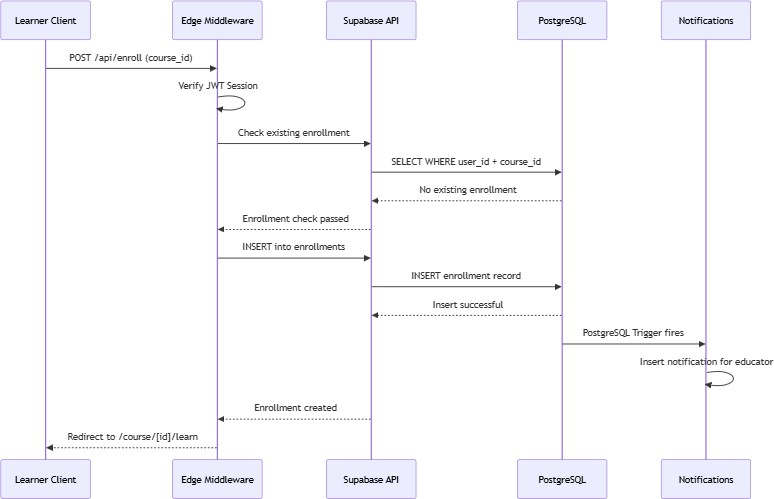 Learner Client
Edge Middleware
Supabase API
PostgreSQL
Notifications
POST /api/enroll (course_id)
Verify JWT Session
Check existing enrollment
SELECT WHERE user_id + course_id
No existing enrollment
Enrollment check passed
INSERT into enrollments
INSERT enrollment record
Insert successful
PostgreSQL Trigger fires
Insert notification for educator
Enrollment created
Redirect to /course/[id]/learn
Learner Client
Edge Middleware
Supabase API
PostgreSQL
Notifications